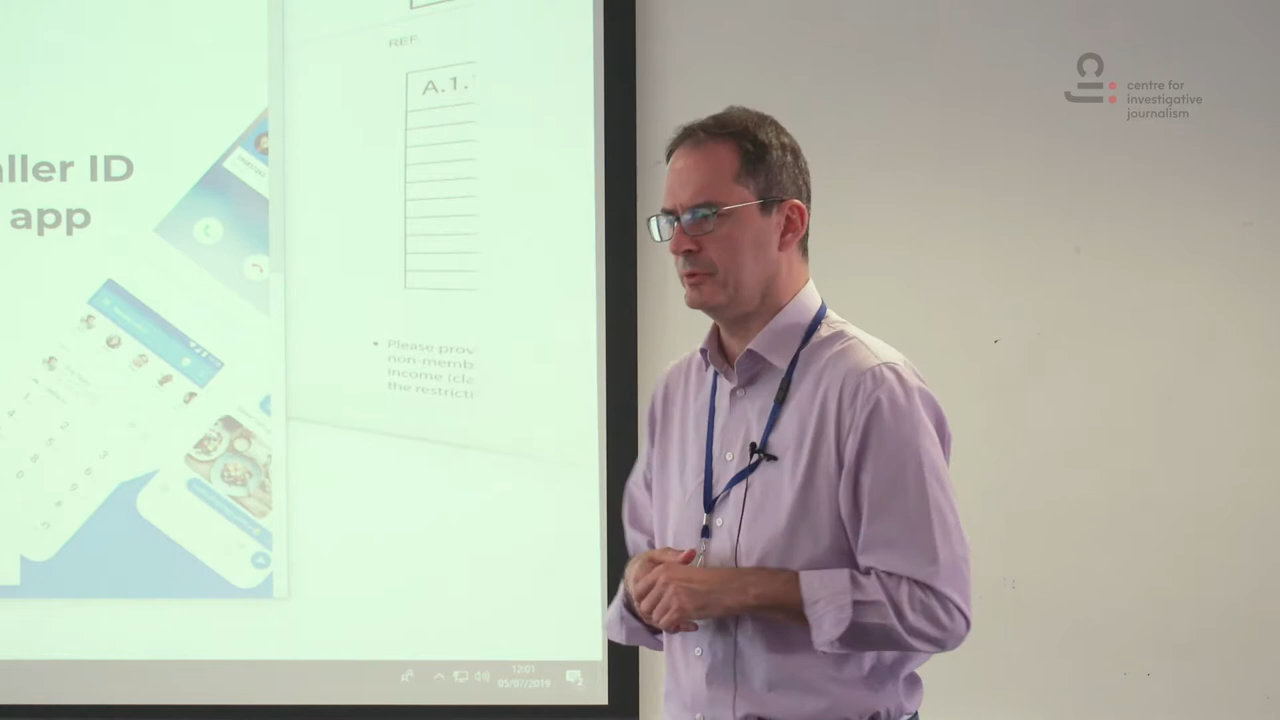 aller ID
app
REF
A.1.
Please prov
non-memb
income (cla
the restricti
12:01
05/07/2019
centre for
investigative
journalism